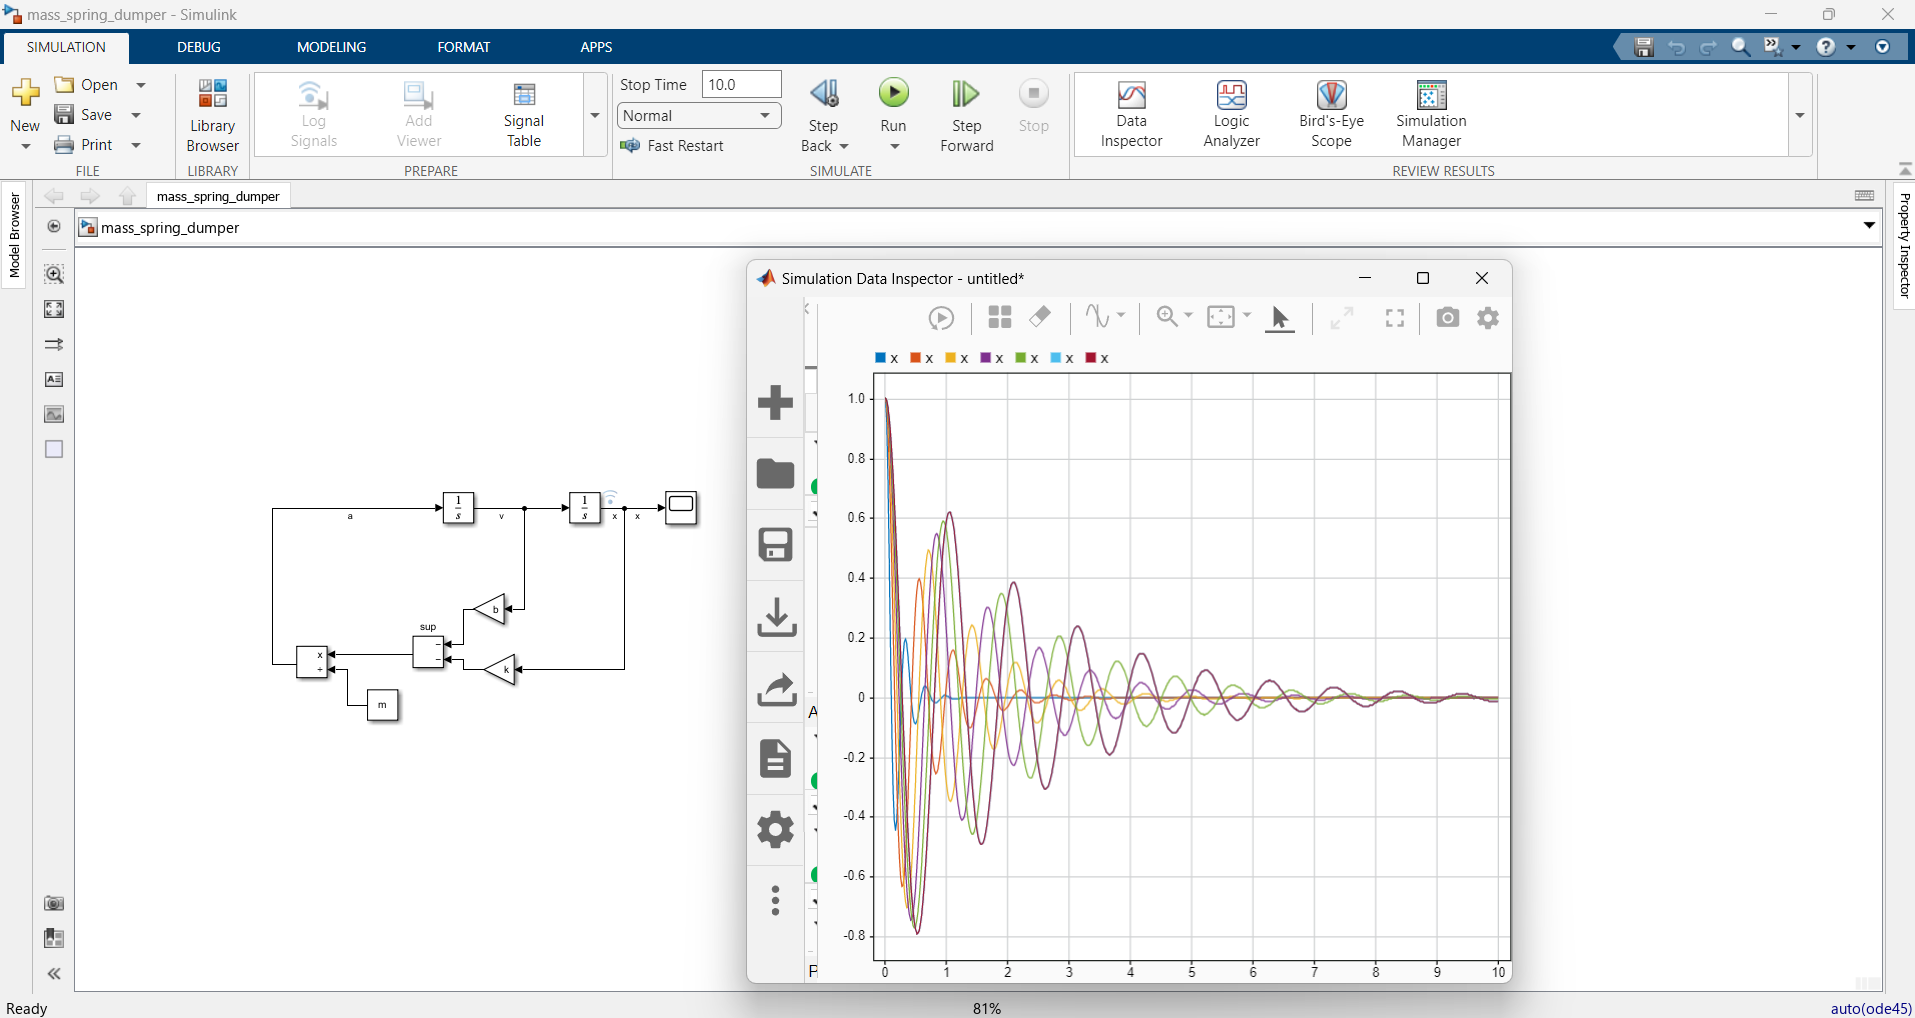 mass_spring_dumper - Simulink
SIMULATION DEBUG MODELING FORMAT APPS
New
Open
Save
Print
FILE
Library
Browser
LIBRARY
Log
Signals
Add
Viewer
Signal
Table
PREPARE
Stop Time 10.0
Normal
Fast Restart
Step
Back
Run
Step
Forward
Stop
SIMULATE
Data
Inspector
Logic
Analyzer
Bird's-Eye
Scope
Simulation
Manager
REVIEW RESULTS
Model Browser
mass_spring_dumper
mass_spring_dumper
Property Inspector
a
1
s
v
1
s
x
x
b
sup
k
x
÷
m
Simulation Data Inspector - untitled*
x x x x x x x
1.0
0.8
0.6
0.4
0.2
0
-0.2
-0.4
-0.6
-0.8
0 1 2 3 4 5 6 7 8 9 10
A
P
Ready
81%
auto(ode45)